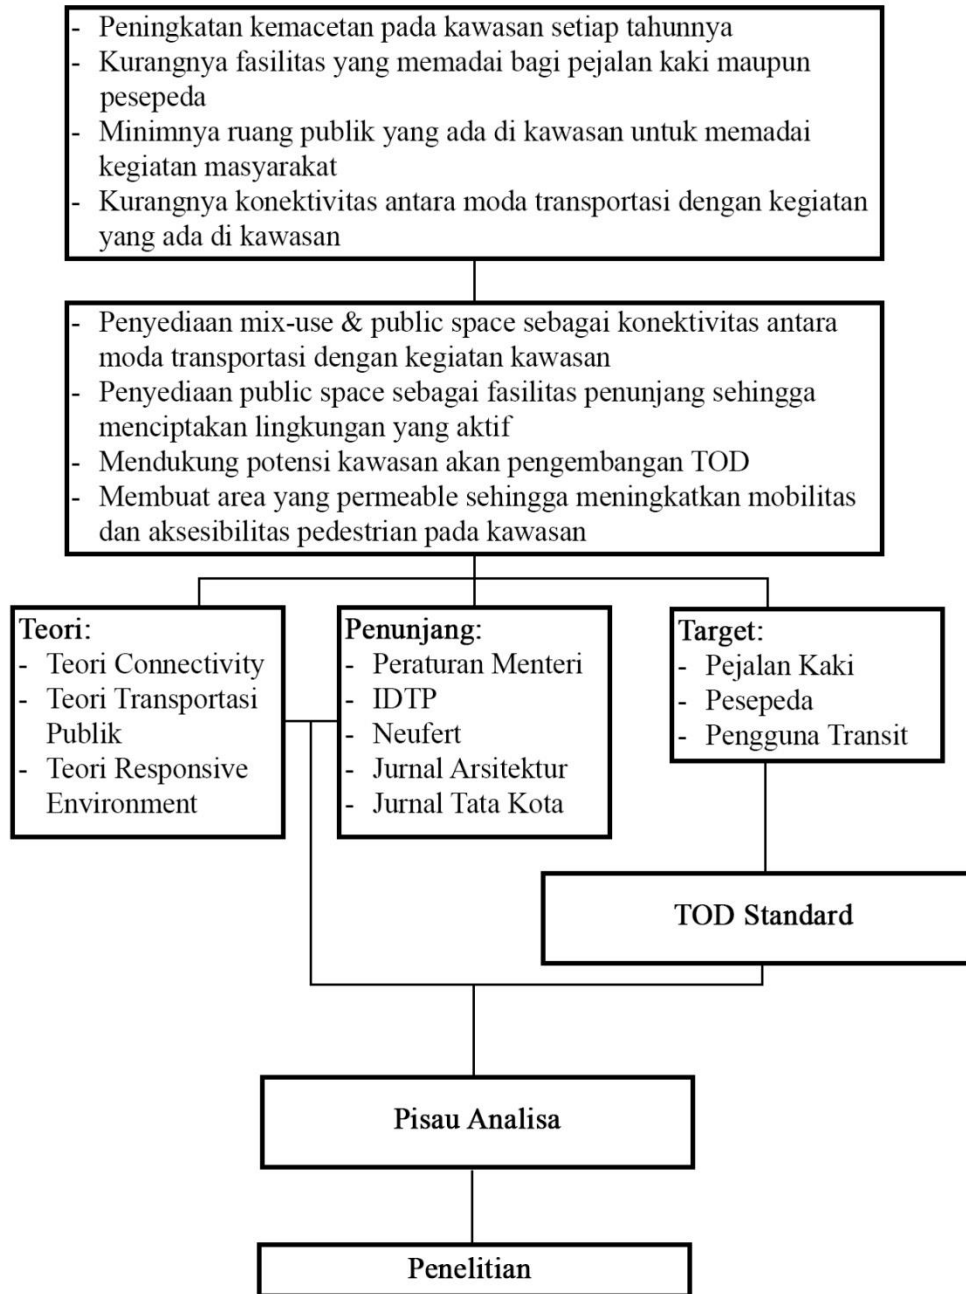 - Peningkatan kemacetan pada kawasan setiap tahunnya
- Kurangnya fasilitas yang memadai bagi pejalan kaki maupun
pesepeda
- Minimnya ruang publik yang ada di kawasan untuk memadai
kegiatan masyarakat
- Kurangnya konektivitas antara moda transportasi dengan kegiatan
yang ada di kawasan
- Penyediaan mix-use & public space sebagai konektivitas antara
moda transportasi dengan kegiatan kawasan
- Penyediaan public space sebagai fasilitas penunjang sehingga
menciptakan lingkungan yang aktif
- Mendukung potensi kawasan akan pengembangan TOD
- Membuat area yang permeable sehingga meningkatkan mobilitas
dan aksesibilitas pedestrian pada kawasan
Teori:
- Teori Connectivity
- Teori Transportasi
Publik
- Teori Responsive
Environment
Penunjang:
- Peraturan Menteri
- IDTP
- Neufert
- Jurnal Arsitektur
- Jurnal Tata Kota
Target:
- Pejalan Kaki
- Pesepeda
- Pengguna Transit
TOD Standard
Pisau Analisa
Penelitian